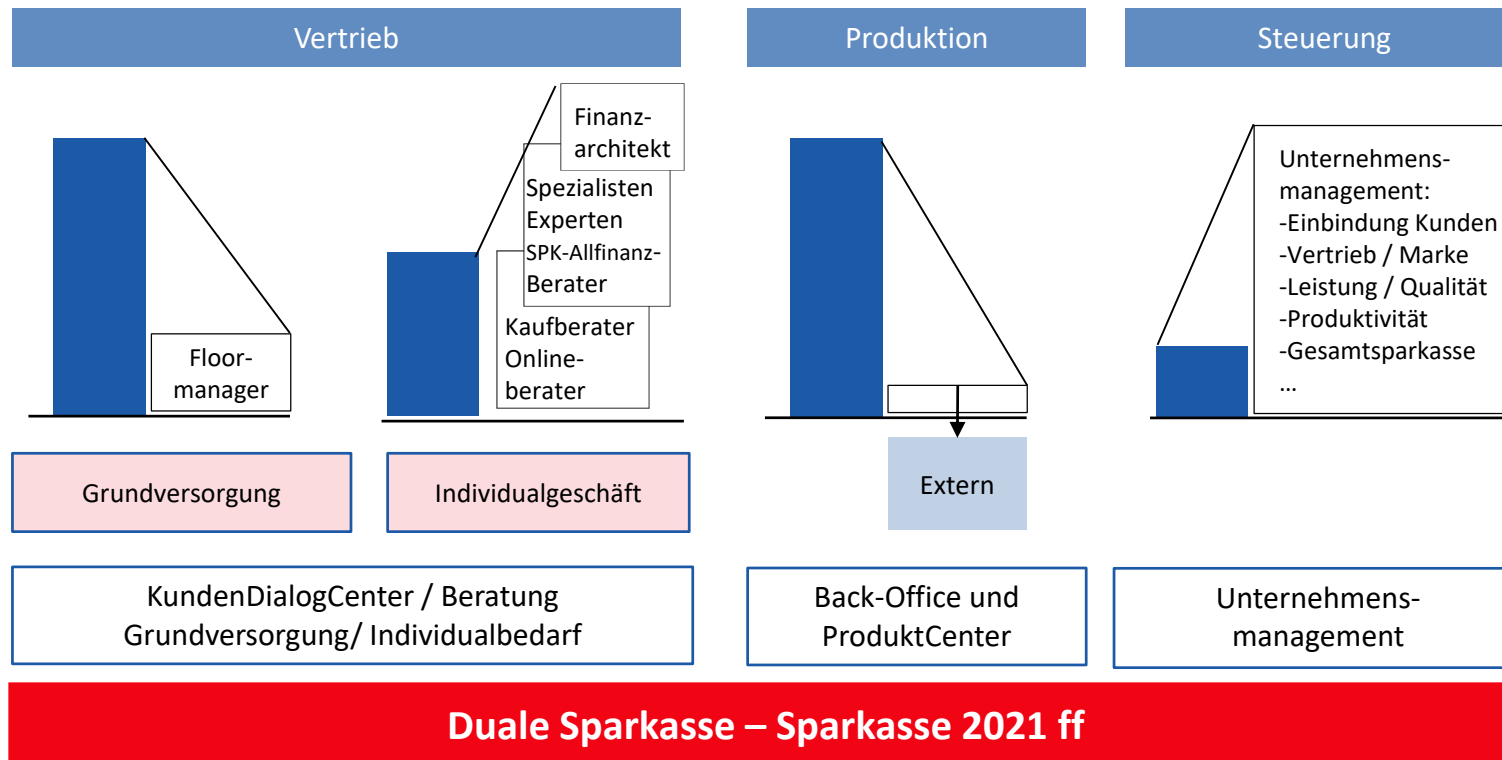 Vertrieb
Produktion
Steuerung
Floor-
manager
Finanz-
architekt
Spezialisten
Experten
SPK-Allfinanz-
Berater
Kaufberater
Online-
berater
Unternehmens-
management:
-Einbindung Kunden
-Vertrieb / Marke
-Leistung / Qualität
-Produktivität
-Gesamtsparkasse
...
Grundversorgung
Individualgeschäft
Extern
KundenDialogCenter / Beratung
Grundversorgung/ Individualbedarf
Back-Office und
ProduktCenter
Unternehmens-
management
Duale Sparkasse – Sparkasse 2021 ff